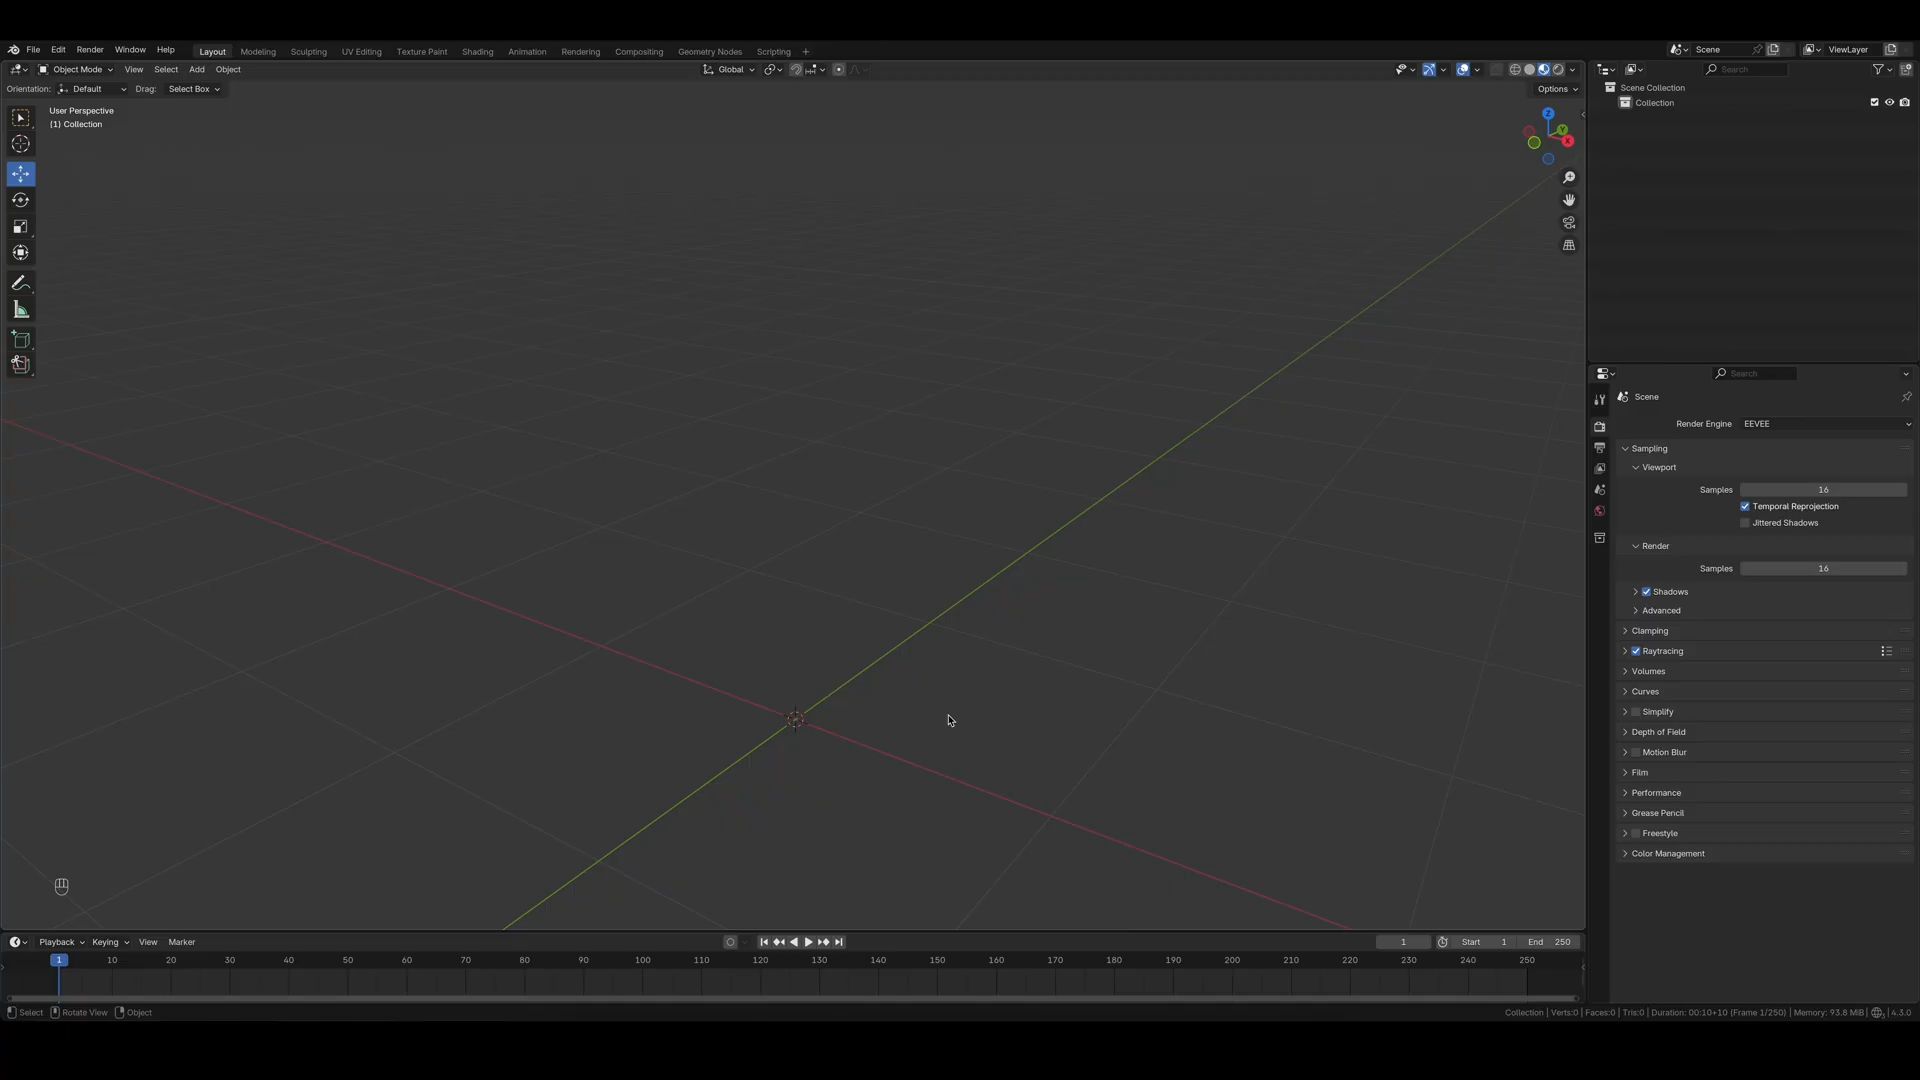 File Edit Render Window Help Layout Modeling Sculpting UV Editing Texture Paint Shading Animation Rendering Compositing Geometry Nodes Scripting + Scene ViewLayer
Object Mode View Select Add Object Global Search
Orientation: Default Drag: Select Box Options
User Perspective
(1) Collection
Z
Y
X
Scene Collection
Collection
Search
Scene
Render Engine EEVEE
Sampling
Viewport
Samples 16
Temporal Reprojection
Jittered Shadows
Render
Samples 16
Shadows
Advanced
Clamping
Raytracing
Volumes
Curves
Simplify
Depth of Field
Motion Blur
Film
Performance
Grease Pencil
Freestyle
Color Management
Playback Keying View Marker 1 Start 1 End 250
1 10 20 30 40 50 60 70 80 90 100 110 120 130 140 150 160 170 180 190 200 210 220 230 240 250
Select Rotate View Object Collection | Verts:0 | Faces:0 | Tris:0 | Duration: 00:10+10 (Frame 1/250) | Memory: 93.8 MiB | 4.3.0